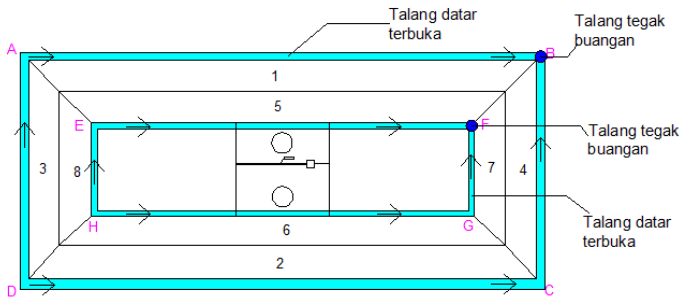 Talang datar
terbuka
Talang tegak
buangan
A
B
1
5
E
F
Talang tegak
buangan
3
8
7
4
H
G
6
Talang datar
terbuka
2
D
C